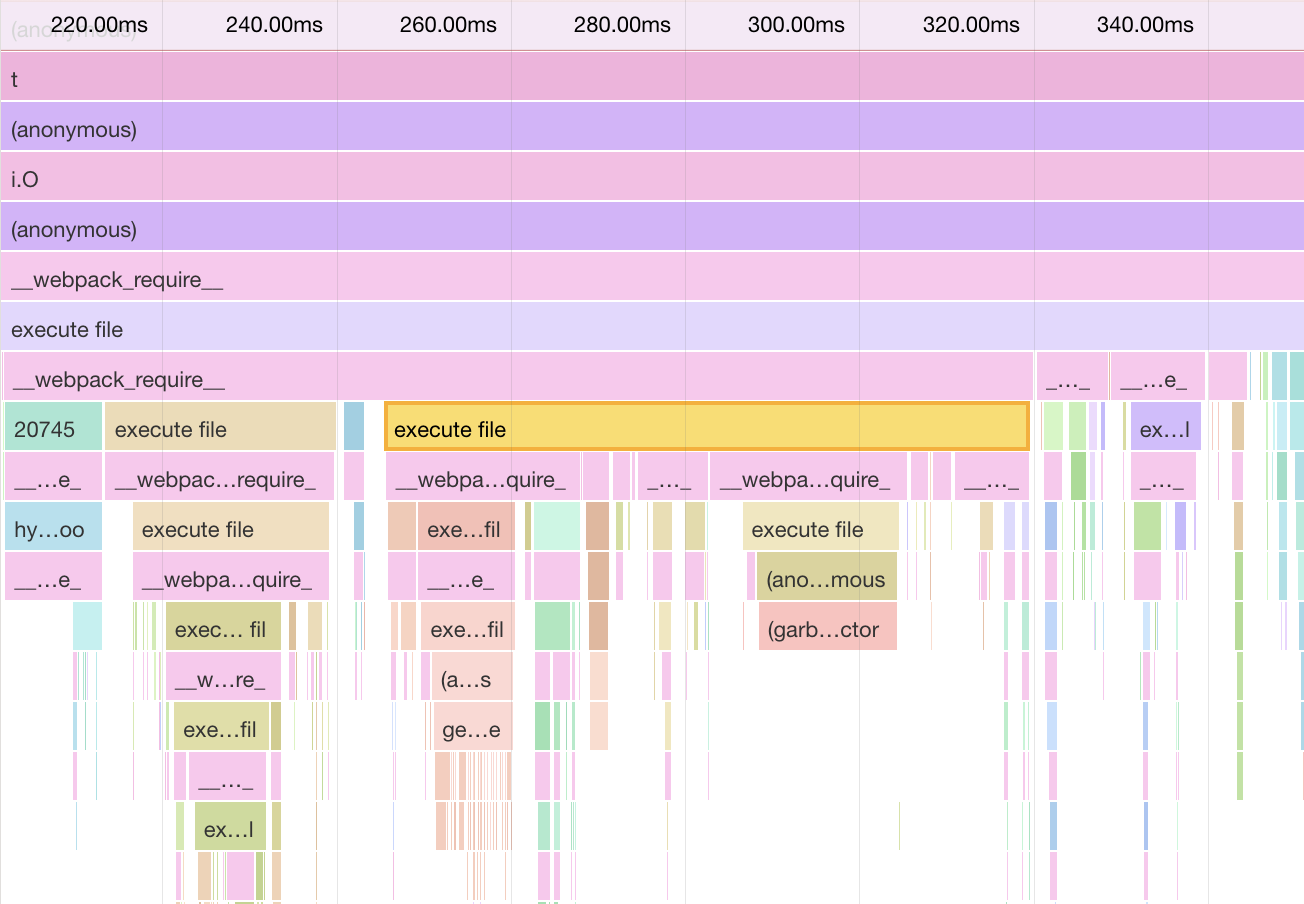 (anonymous)
220.00ms 240.00ms 260.00ms 280.00ms 300.00ms 320.00ms 340.00ms
t
(anonymous)
i.O
(anonymous)
__webpack_require__
execute file
__webpack_require__ _…_ __…e_
20745 execute file execute file ex…l
__…e_ __webpac…require_ __webpa…quire_ _…_ __webpa…quire_ __…_ _…_
hy…oo execute file exe…fil execute file
__…e_ __webpa…quire_ __…e_ (ano…mous
exec… fil exe…fil (garb…ctor
__w…re_ (a…s
exe…fil ge…e
__…_
ex…l